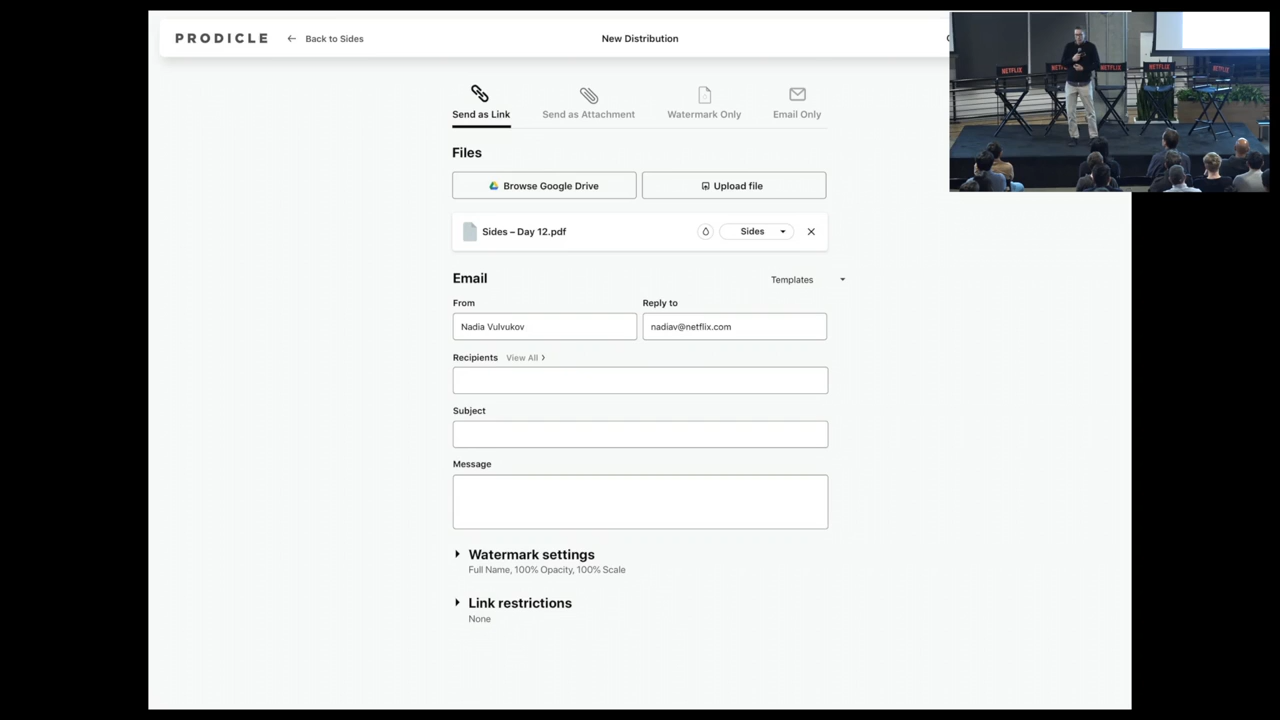 PRODICLE
← Back to Sides
New Distribution
Send as Link
Send as Attachment
Watermark Only
Email Only
Files
Browse Google Drive
Upload file
Sides – Day 12.pdf
Sides
Email
Templates
From
Reply to
Nadia Vulvukov
nadiav@netflix.com
Recipients View All >
Subject
Message
Watermark settings
Full Name, 100% Opacity, 100% Scale
Link restrictions
None
NETFLIX
NETFLIX
NETFLIX